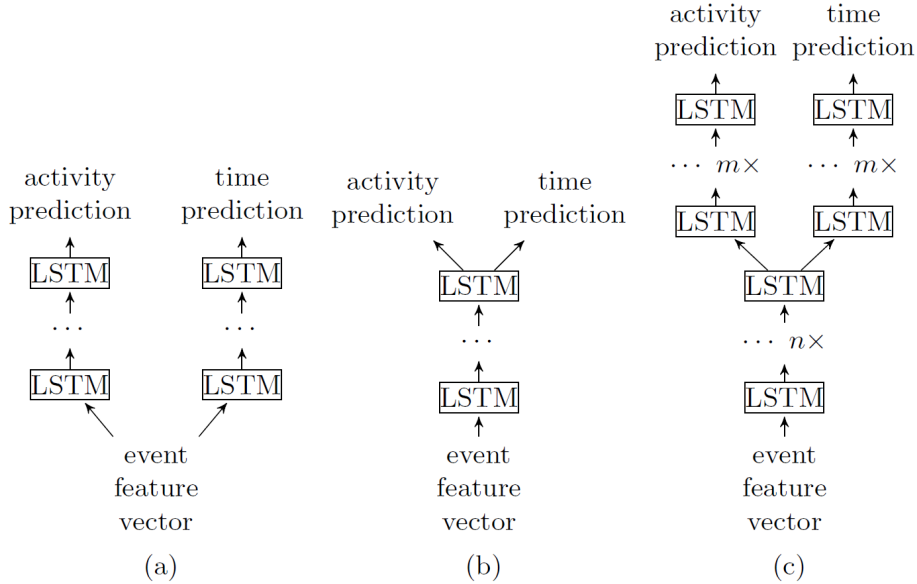 activity
prediction
time
prediction
LSTM
LSTM
...
...
LSTM
LSTM
event
feature
vector
(a)
activity
prediction
time
prediction
LSTM
...
LSTM
event
feature
vector
(b)
activity
prediction
time
prediction
LSTM
LSTM
... m×
... m×
LSTM
LSTM
LSTM
... n×
LSTM
event
feature
vector
(c)